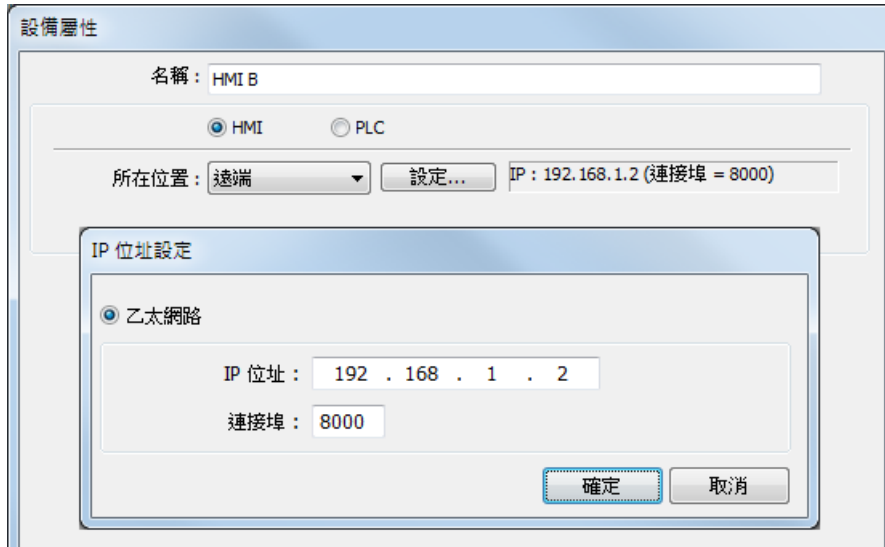 設備屬性
名稱： HMI B
HMI PLC
所在位置： 遠端 設定... IP : 192.168.1.2 (連接埠 = 8000)
IP 位址設定
乙太網路
IP 位址： 192 . 168 . 1 . 2
連接埠： 8000
確定 取消